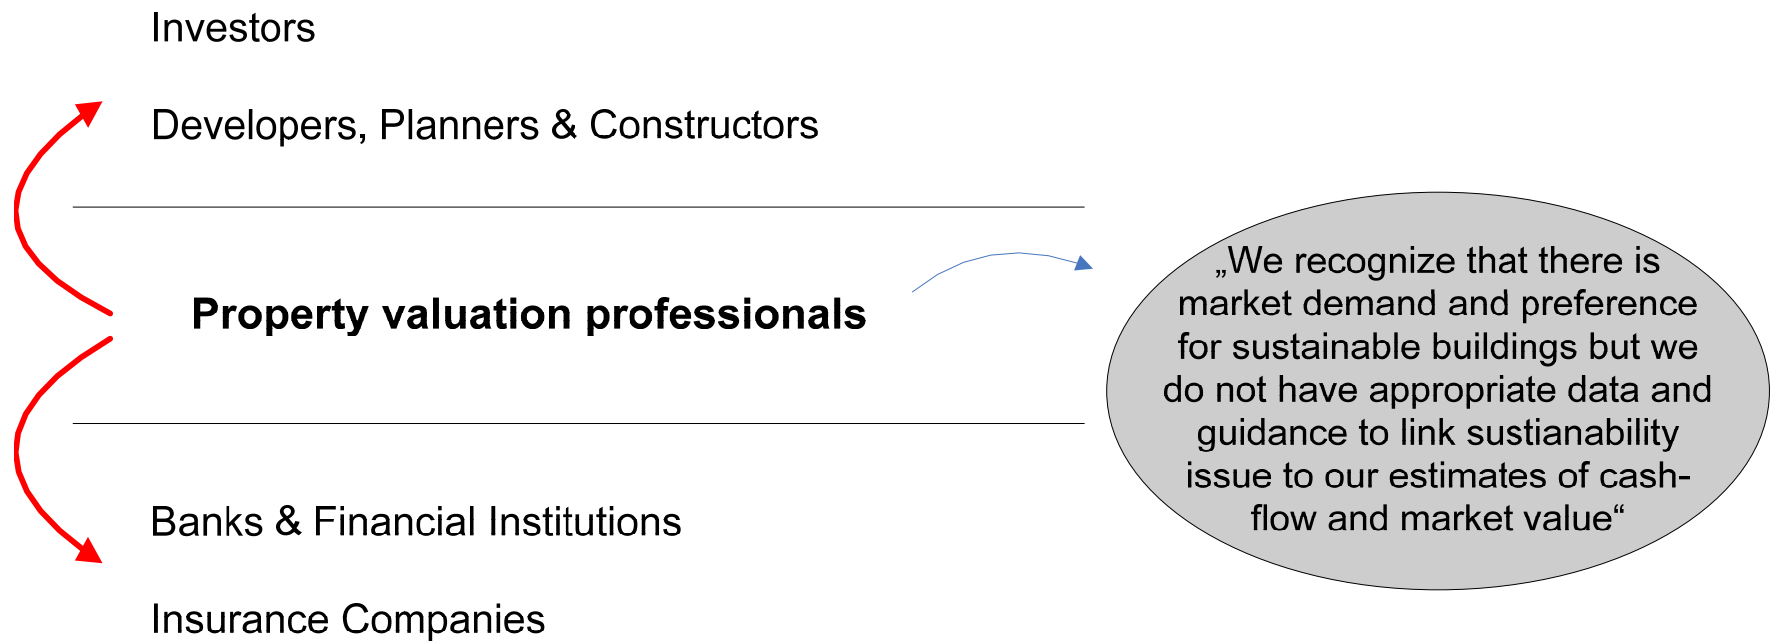 Investors
Developers, Planners & Constructors
Property valuation professionals
Banks & Financial Institutions
Insurance Companies
„We recognize that there is
market demand and preference
for sustainable buildings but we
do not have appropriate data and
guidance to link sustianability
issue to our estimates of cash-
flow and market value“